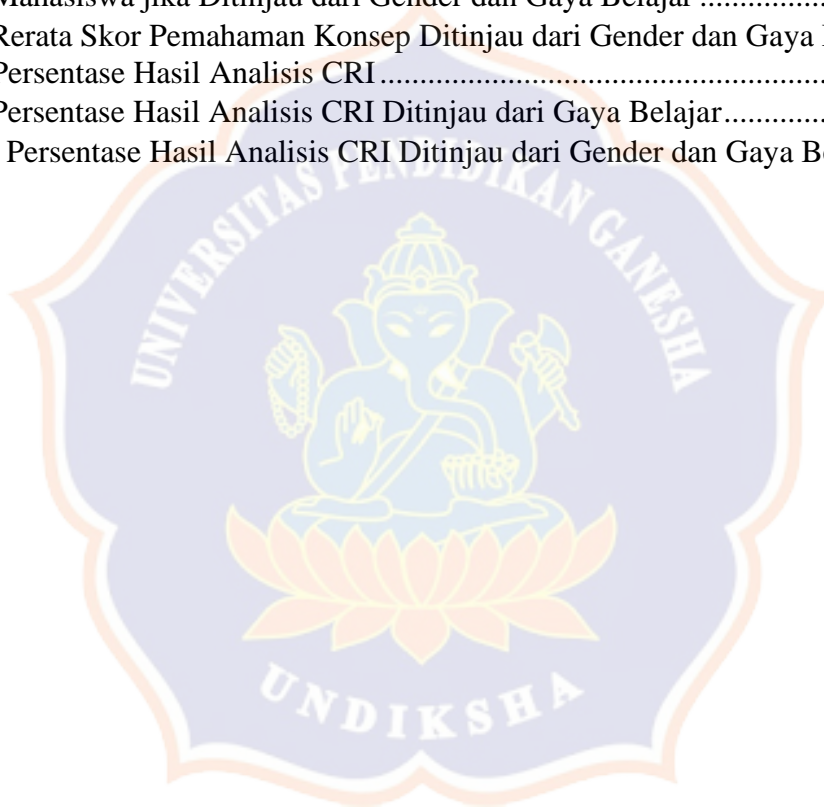 Mahasiswa jika Ditinjau dari Gender dan Gaya Belajar ..................
Rerata Skor Pemahaman Konsep Ditinjau dari Gender dan Gaya
Persentase Hasil Analisis CRI ......................................................................
Persentase Hasil Analisis CRI Ditinjau dari Gaya Belajar ...............
Persentase Hasil Analisis CRI Ditinjau dari Gender dan Gaya
UNIVERSITAS PENDIDIKAN GANESHA
UNDIKSHA